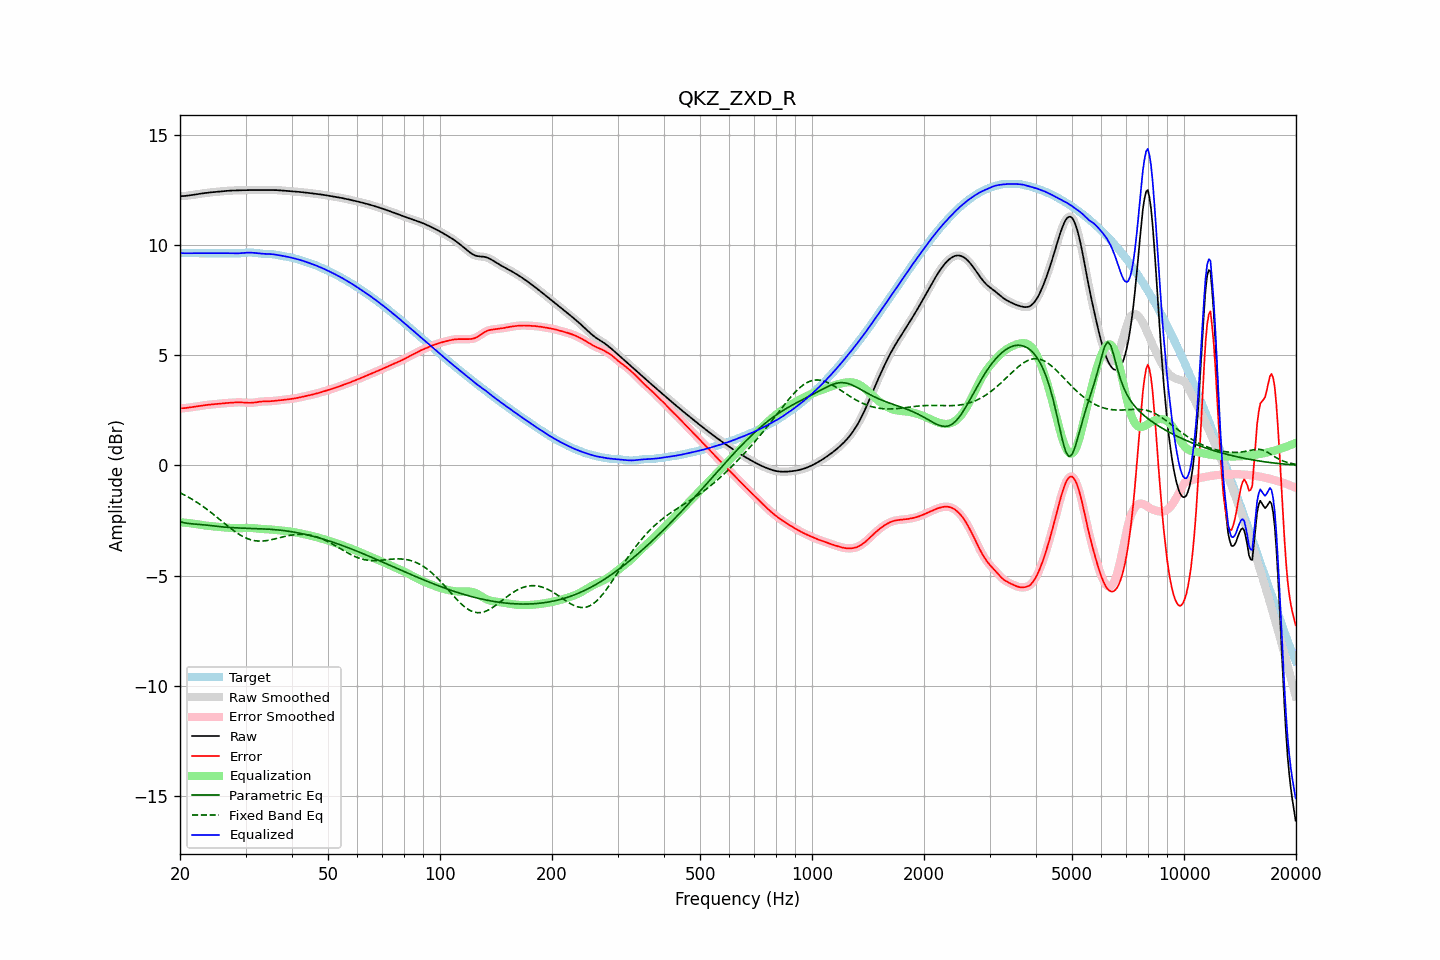 QKZ_ZXD_R
Amplitude (dBr)
15
10
5
0
−5
−10
−15
Target
Raw Smoothed
Error Smoothed
Raw
Error
Equalization
Parametric Eq
Fixed Band Eq
Equalized
20 50 100 200 500 1000 2000 5000 10000 20000
Frequency (Hz)